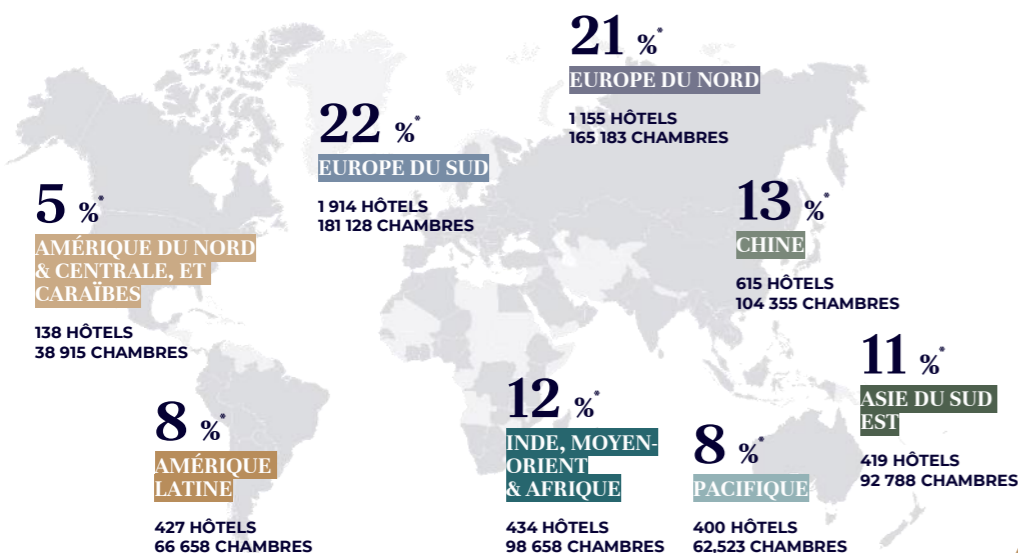 21 %*
EUROPE DU NORD
1 155 HÔTELS
165 183 CHAMBRES
22 %*
EUROPE DU SUD
1 914 HÔTELS
181 128 CHAMBRES
5 %*
AMÉRIQUE DU NORD
& CENTRALE, ET
CARAÏBES
138 HÔTELS
38 915 CHAMBRES
13 %*
CHINE
615 HÔTELS
104 355 CHAMBRES
11 %*
ASIE DU SUD
EST
419 HÔTELS
92 788 CHAMBRES
8 %*
AMÉRIQUE
LATINE
427 HÔTELS
66 658 CHAMBRES
12 %*
INDE, MOYEN-
ORIENT
& AFRIQUE
434 HÔTELS
98 658 CHAMBRES
8 %*
PACIFIQUE
400 HÔTELS
62,523 CHAMBRES